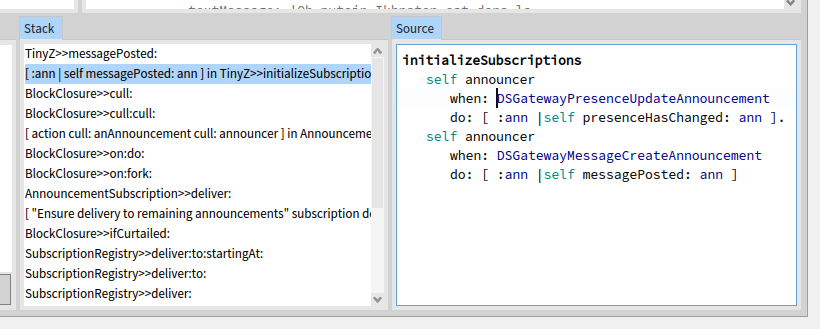 Stack
TinyZ>>messagePosted:
[ :ann | self messagePosted: ann ] in TinyZ>>initializeSubscriptio
BlockClosure>>cull:
BlockClosure>>cull:cull:
[ action cull: anAnnouncement cull: announcer ] in Announceme
BlockClosure>>on:do:
BlockClosure>>on:fork:
AnnouncementSubscription>>deliver:
[ "Ensure delivery to remaining announcements" subscription de
BlockClosure>>ifCurtailed:
SubscriptionRegistry>>deliver:to:startingAt:
SubscriptionRegistry>>deliver:to:
SubscriptionRegistry>>deliver:
Source
initializeSubscriptions
self announcer
when: DSGatewayPresenceUpdateAnnouncement
do: [ :ann |self presenceHasChanged: ann ].
self announcer
when: DSGatewayMessageCreateAnnouncement
do: [ :ann |self messagePosted: ann ]